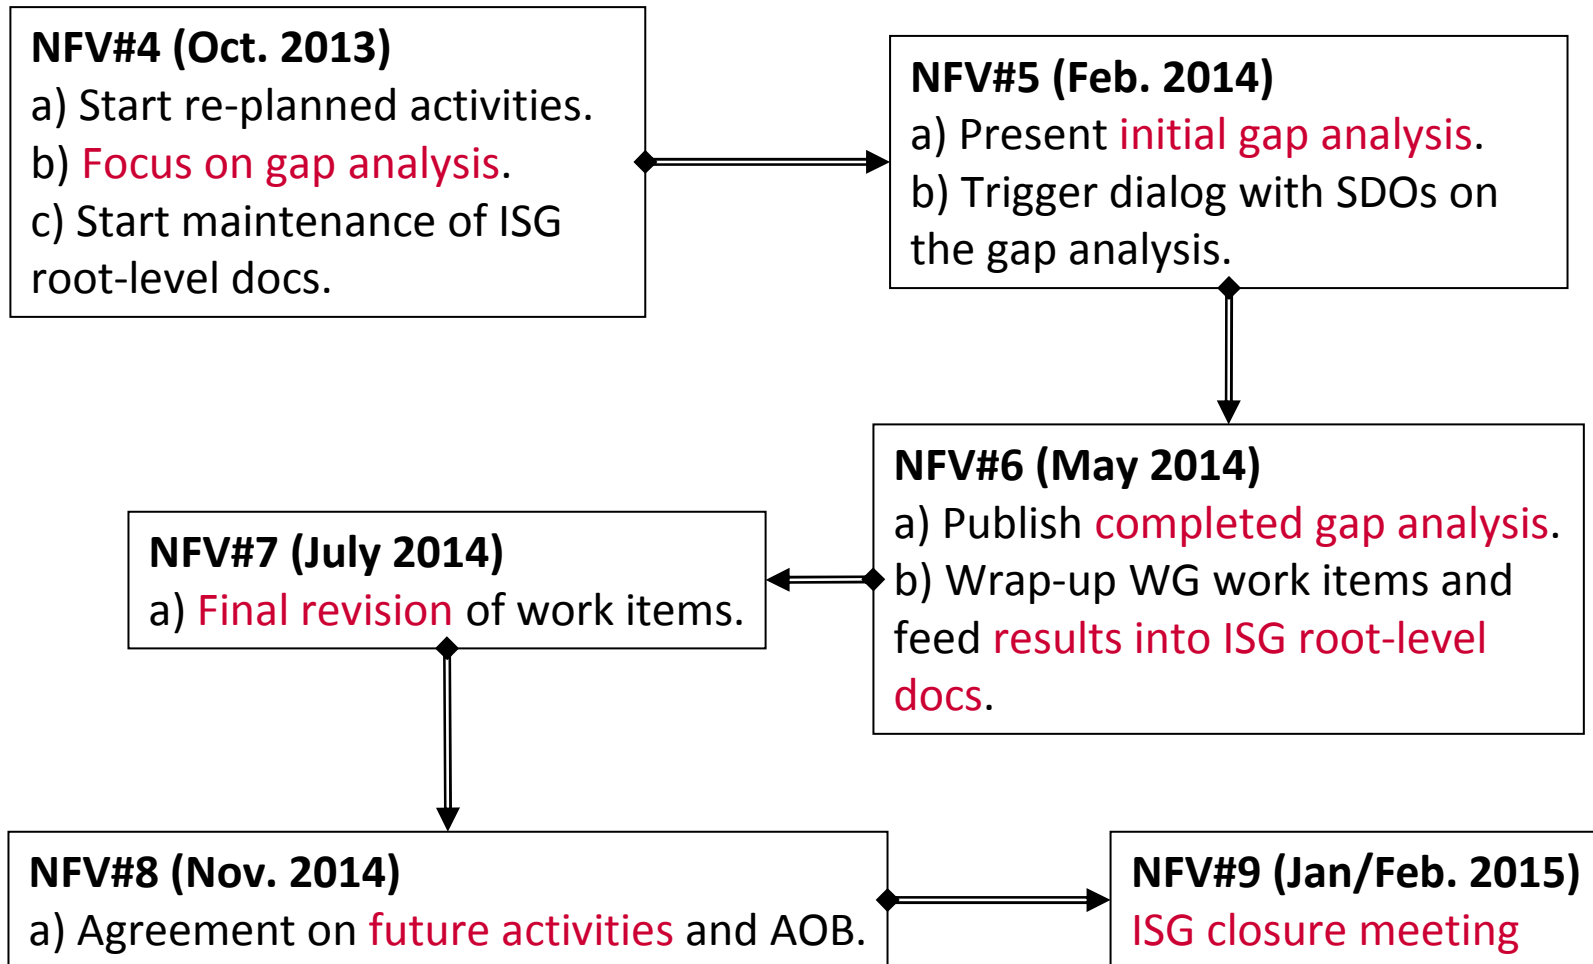 NFV#4 (Oct. 2013)
a) Start re-planned activities.
b) Focus on gap analysis.
c) Start maintenance of ISG
root-level docs.
NFV#5 (Feb. 2014)
a) Present initial gap analysis.
b) Trigger dialog with SDOs on
the gap analysis.
NFV#6 (May 2014)
a) Publish completed gap analysis.
b) Wrap-up WG work items and
feed results into ISG root-level
docs.
NFV#7 (July 2014)
a) Final revision of work items.
NFV#8 (Nov. 2014)
a) Agreement on future activities and AOB.
NFV#9 (Jan/Feb. 2015)
ISG closure meeting